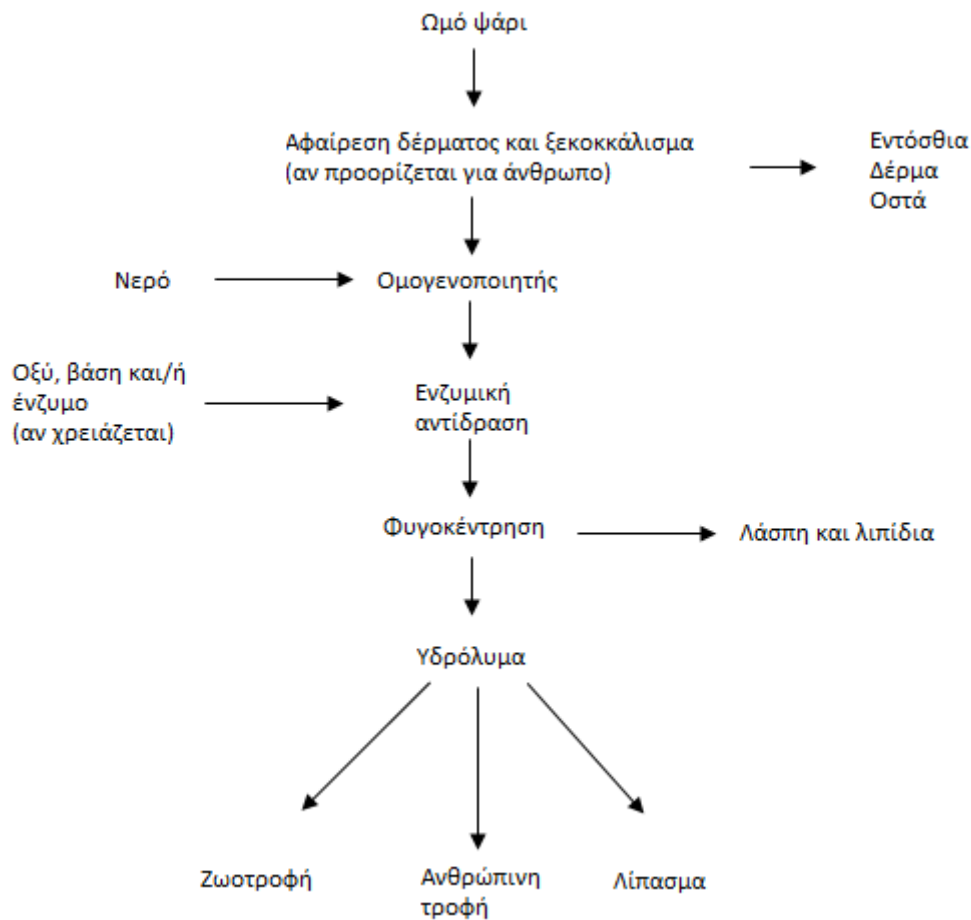 Ωμό ψάρι
Αφαίρεση δέρματος και ξεκοκκάλισμα
(αν προορίζεται για άνθρωπο)
Εντόσθια
Δέρμα
Οστά
Νερό
Ομογενοποιητής
Οξύ, βάση και/ή
ένζυμο
(αν χρειάζεται)
Ενζυμική
αντίδραση
Φυγοκέντρηση
Λάσπη και λιπίδια
Υδρόλυμα
Ζωοτροφή
Ανθρώπινη
τροφή
Λίπασμα